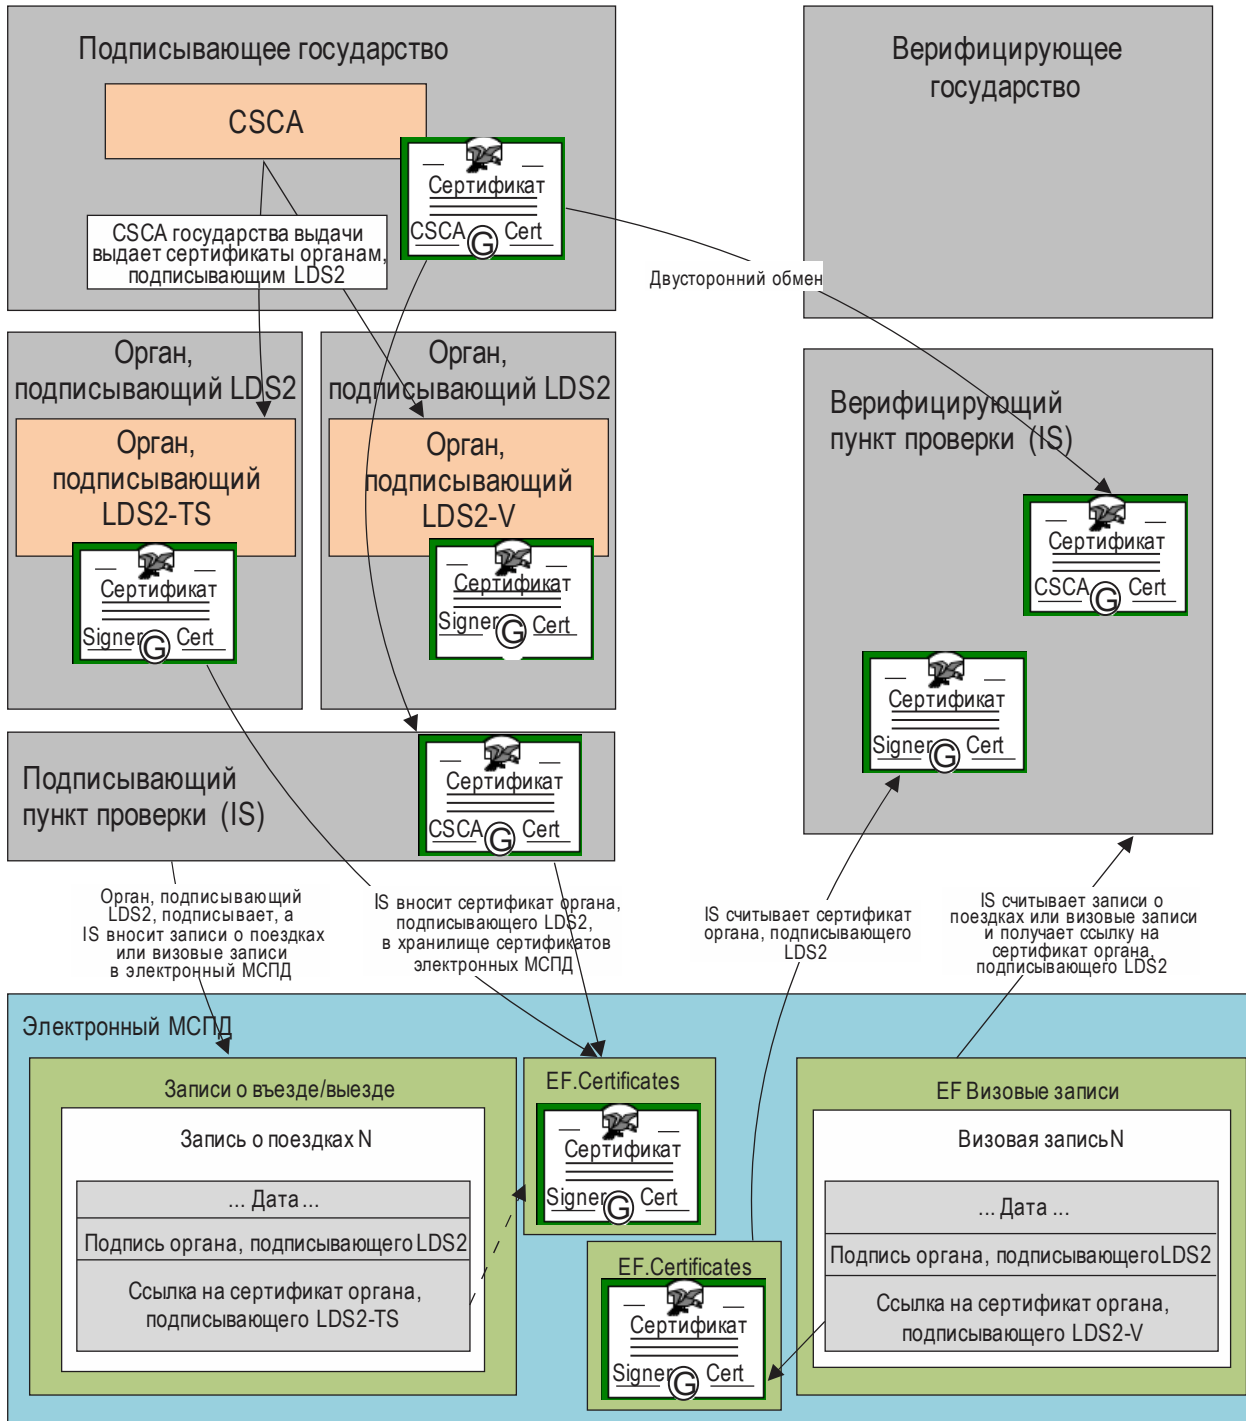 Подписывающее государство
CSCA
Сертификат
CSCA G Cert
CSCA государства выдачи
выдает сертификаты органам,
подписывающим LDS2
Верифицирующее
государство
Двусторонний обмен
Орган,
подписывающий LDS2
Орган,
подписывающий
LDS2-TS
Сертификат
Signer G Cert
Орган,
подписывающий LDS2
Орган,
подписывающий
LDS2-V
Сертификат
Signer G Cert
Верифицирующий
пункт проверки (IS)
Сертификат
CSCA G Cert
Сертификат
Signer G Cert
Подписывающий
пункт проверки (IS)
Сертификат
CSCA G Cert
Орган, подписывающий
LDS2, подписывает, а
IS вносит записи о поездках
или визовые записи
в электронный МСПД
IS вносит сертификат органа,
подписывающего LDS2,
в хранилище сертификатов
электронных МСПД
IS считывает сертификат
органа, подписывающего
LDS2
IS считывает записи о
поездках или визовые записи
и получает ссылку на
сертификат органа,
подписывающего LDS2
Электронный МСПД
Записи о въезде/выезде
Запись о поездках N
... Дата ...
Подпись органа, подписывающего LDS2
Ссылка на сертификат органа,
подписывающего LDS2-TS
EF.Certificates
Сертификат
Signer G Cert
EF.Certificates
Сертификат
Signer G Cert
EF Визовые записи
Визовая запись N
... Дата ...
Подпись органа, подписывающего LDS2
Ссылка на сертификат органа,
подписывающего LDS2-V